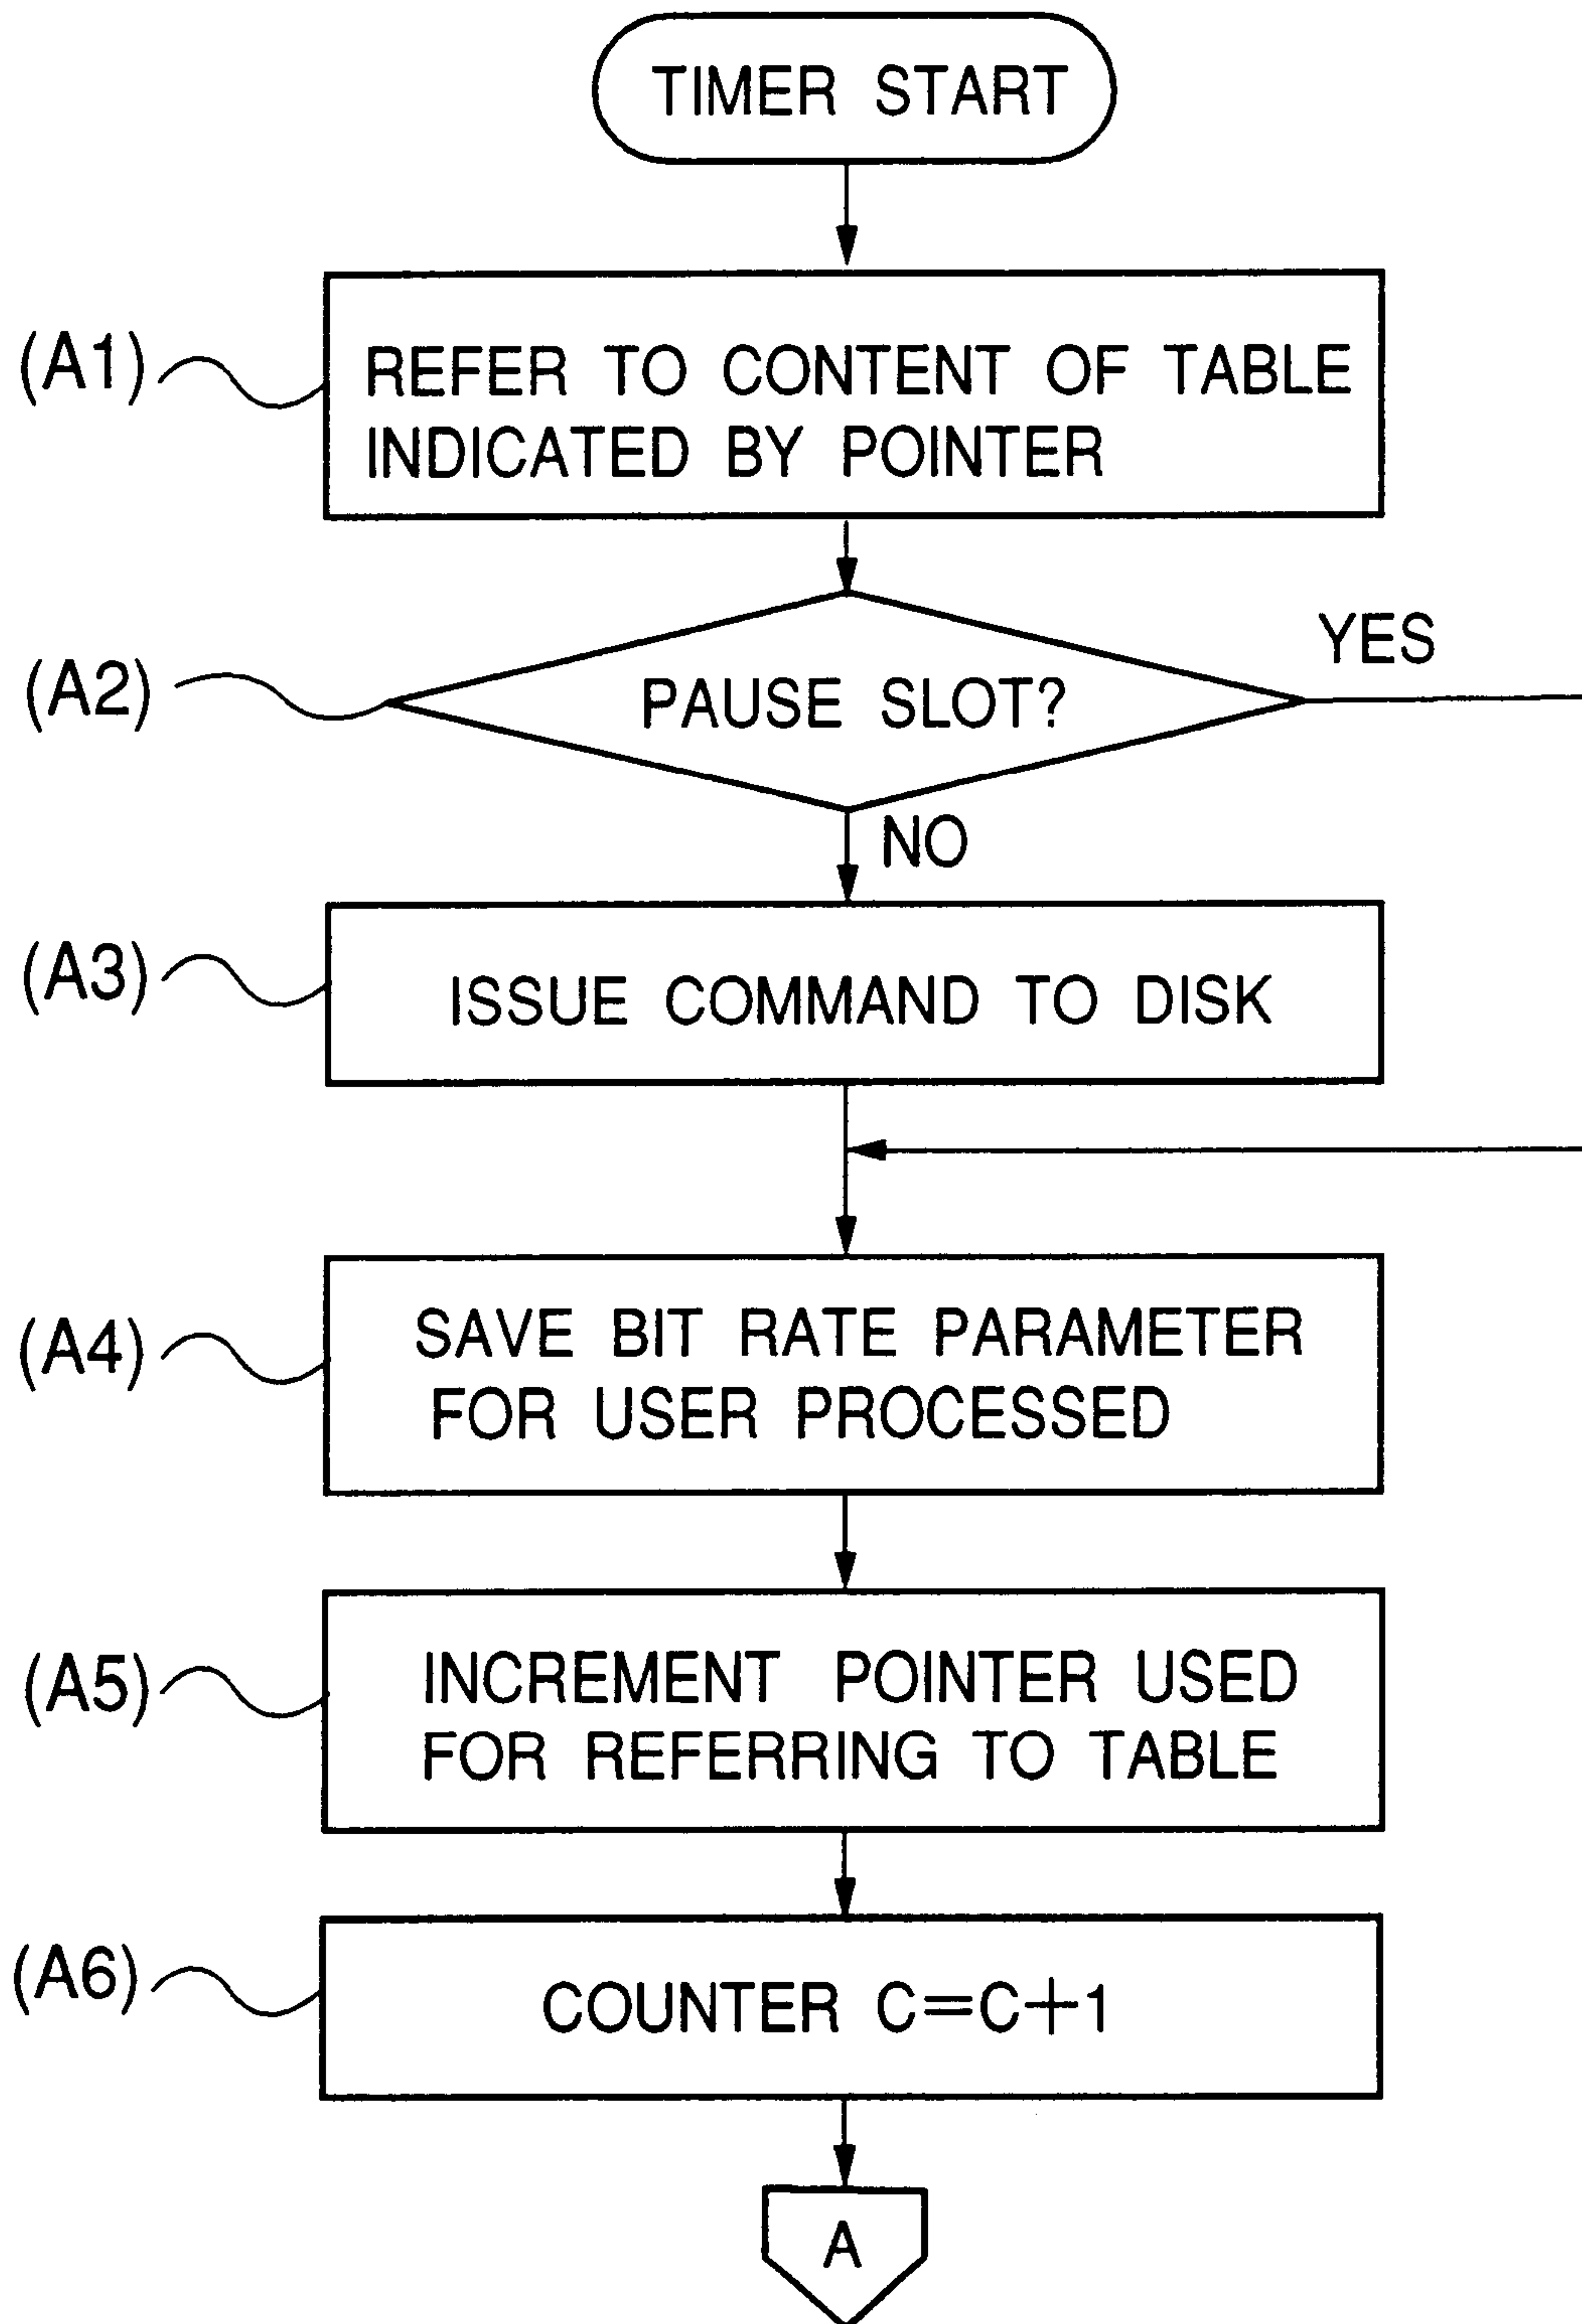 TIMER START
(A1)
REFER TO CONTENT OF TABLE
INDICATED BY POINTER
YES
(A2)
PAUSE SLOT?
NO
(A3)
ISSUE COMMAND TO DISK
(A4)
SAVE BIT RATE PARAMETER
FOR USER PROCESSED
(A5)
INCREMENT POINTER USED
FOR REFERRING TO TABLE
(A6)
COUNTER C=C+1
A